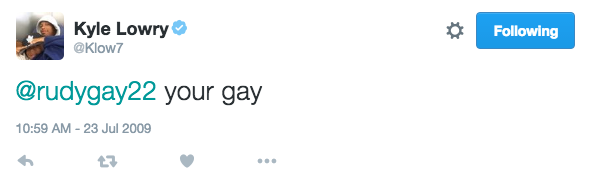 Kyle Lowry
@Klow7
Following
@rudygay22 your gay
10:59 AM - 23 Jul 2009